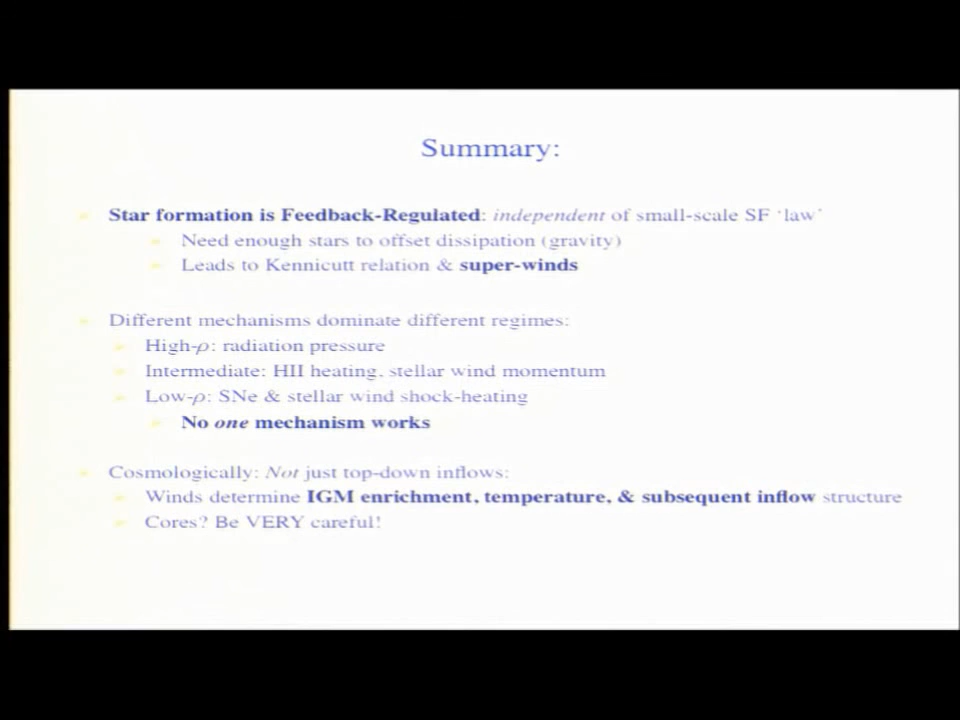 Summary:
Star formation is Feedback-Regulated: independent of small-scale SF ‘law’
Need enough stars to offset dissipation (gravity)
Leads to Kennicutt relation & super-winds
Different mechanisms dominate different regimes:
High-ρ: radiation pressure
Intermediate: HII heating, stellar wind momentum
Low-ρ: SNe & stellar wind shock-heating
No one mechanism works
Cosmologically: Not just top-down inflows:
Winds determine IGM enrichment, temperature, & subsequent inflow structure
Cores? Be VERY careful!